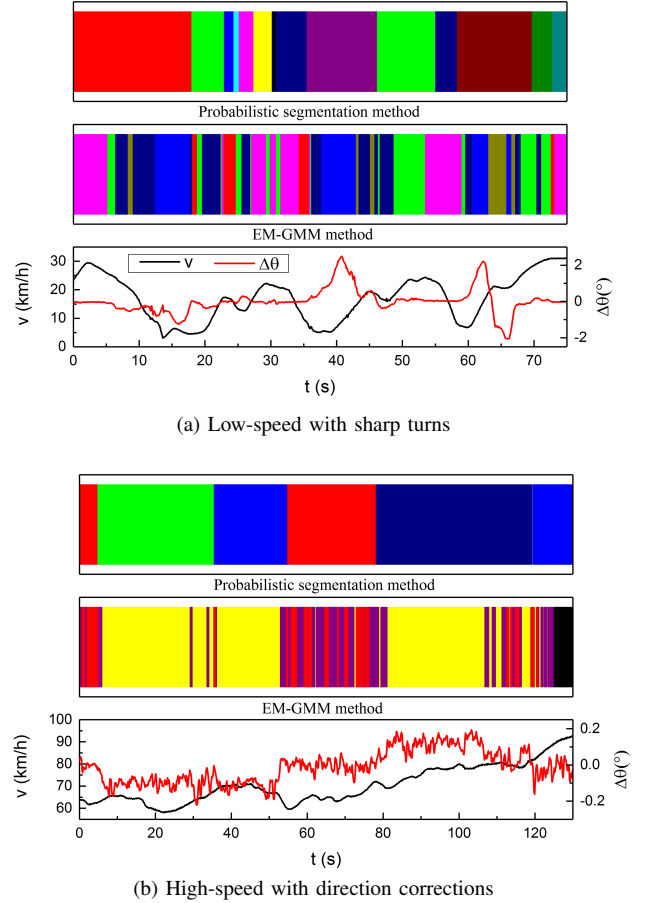 Probabilistic segmentation method
EM-GMM method
v (km/h)
30
20
10
0
V
Δθ
2
0
-2
Δθ(°)
0 10 20 30 40 50 60 70
t (s)
(a) Low-speed with sharp turns
Probabilistic segmentation method
EM-GMM method
v (km/h)
100
90
80
70
60
0.2
0.0
-0.2
Δθ(°)
0 20 40 60 80 100 120
t (s)
(b) High-speed with direction corrections